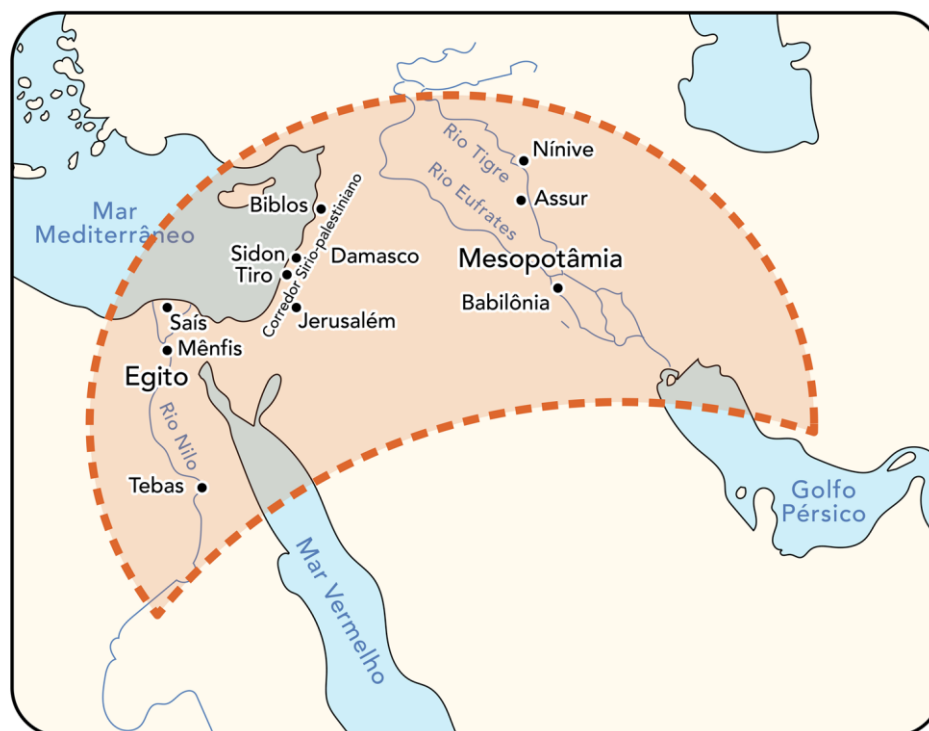 Mar
Mediterrâneo
Biblos
Sidon
Tiro
Corredor Sirio-palestiniano
Damasco
Jerusalém
Saís
Mênfis
Egito
Rio Nilo
Tebas
Mar Vermelho
Rio Tigre
Rio Eufrates
Nínive
Assur
Mesopotâmia
Babilônia
Golfo
Pérsico